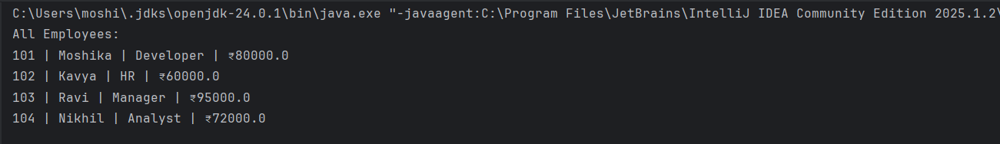 C:\Users\moshi\.jdks\openjdk-24.0.1\bin\java.exe "-javaagent:C:\Program Files\JetBrains\IntelliJ IDEA Community Edition 2025.1.2\
All Employees:
101 | Moshika | Developer | ₹80000.0
102 | Kavya | HR | ₹60000.0
103 | Ravi | Manager | ₹95000.0
104 | Nikhil | Analyst | ₹72000.0